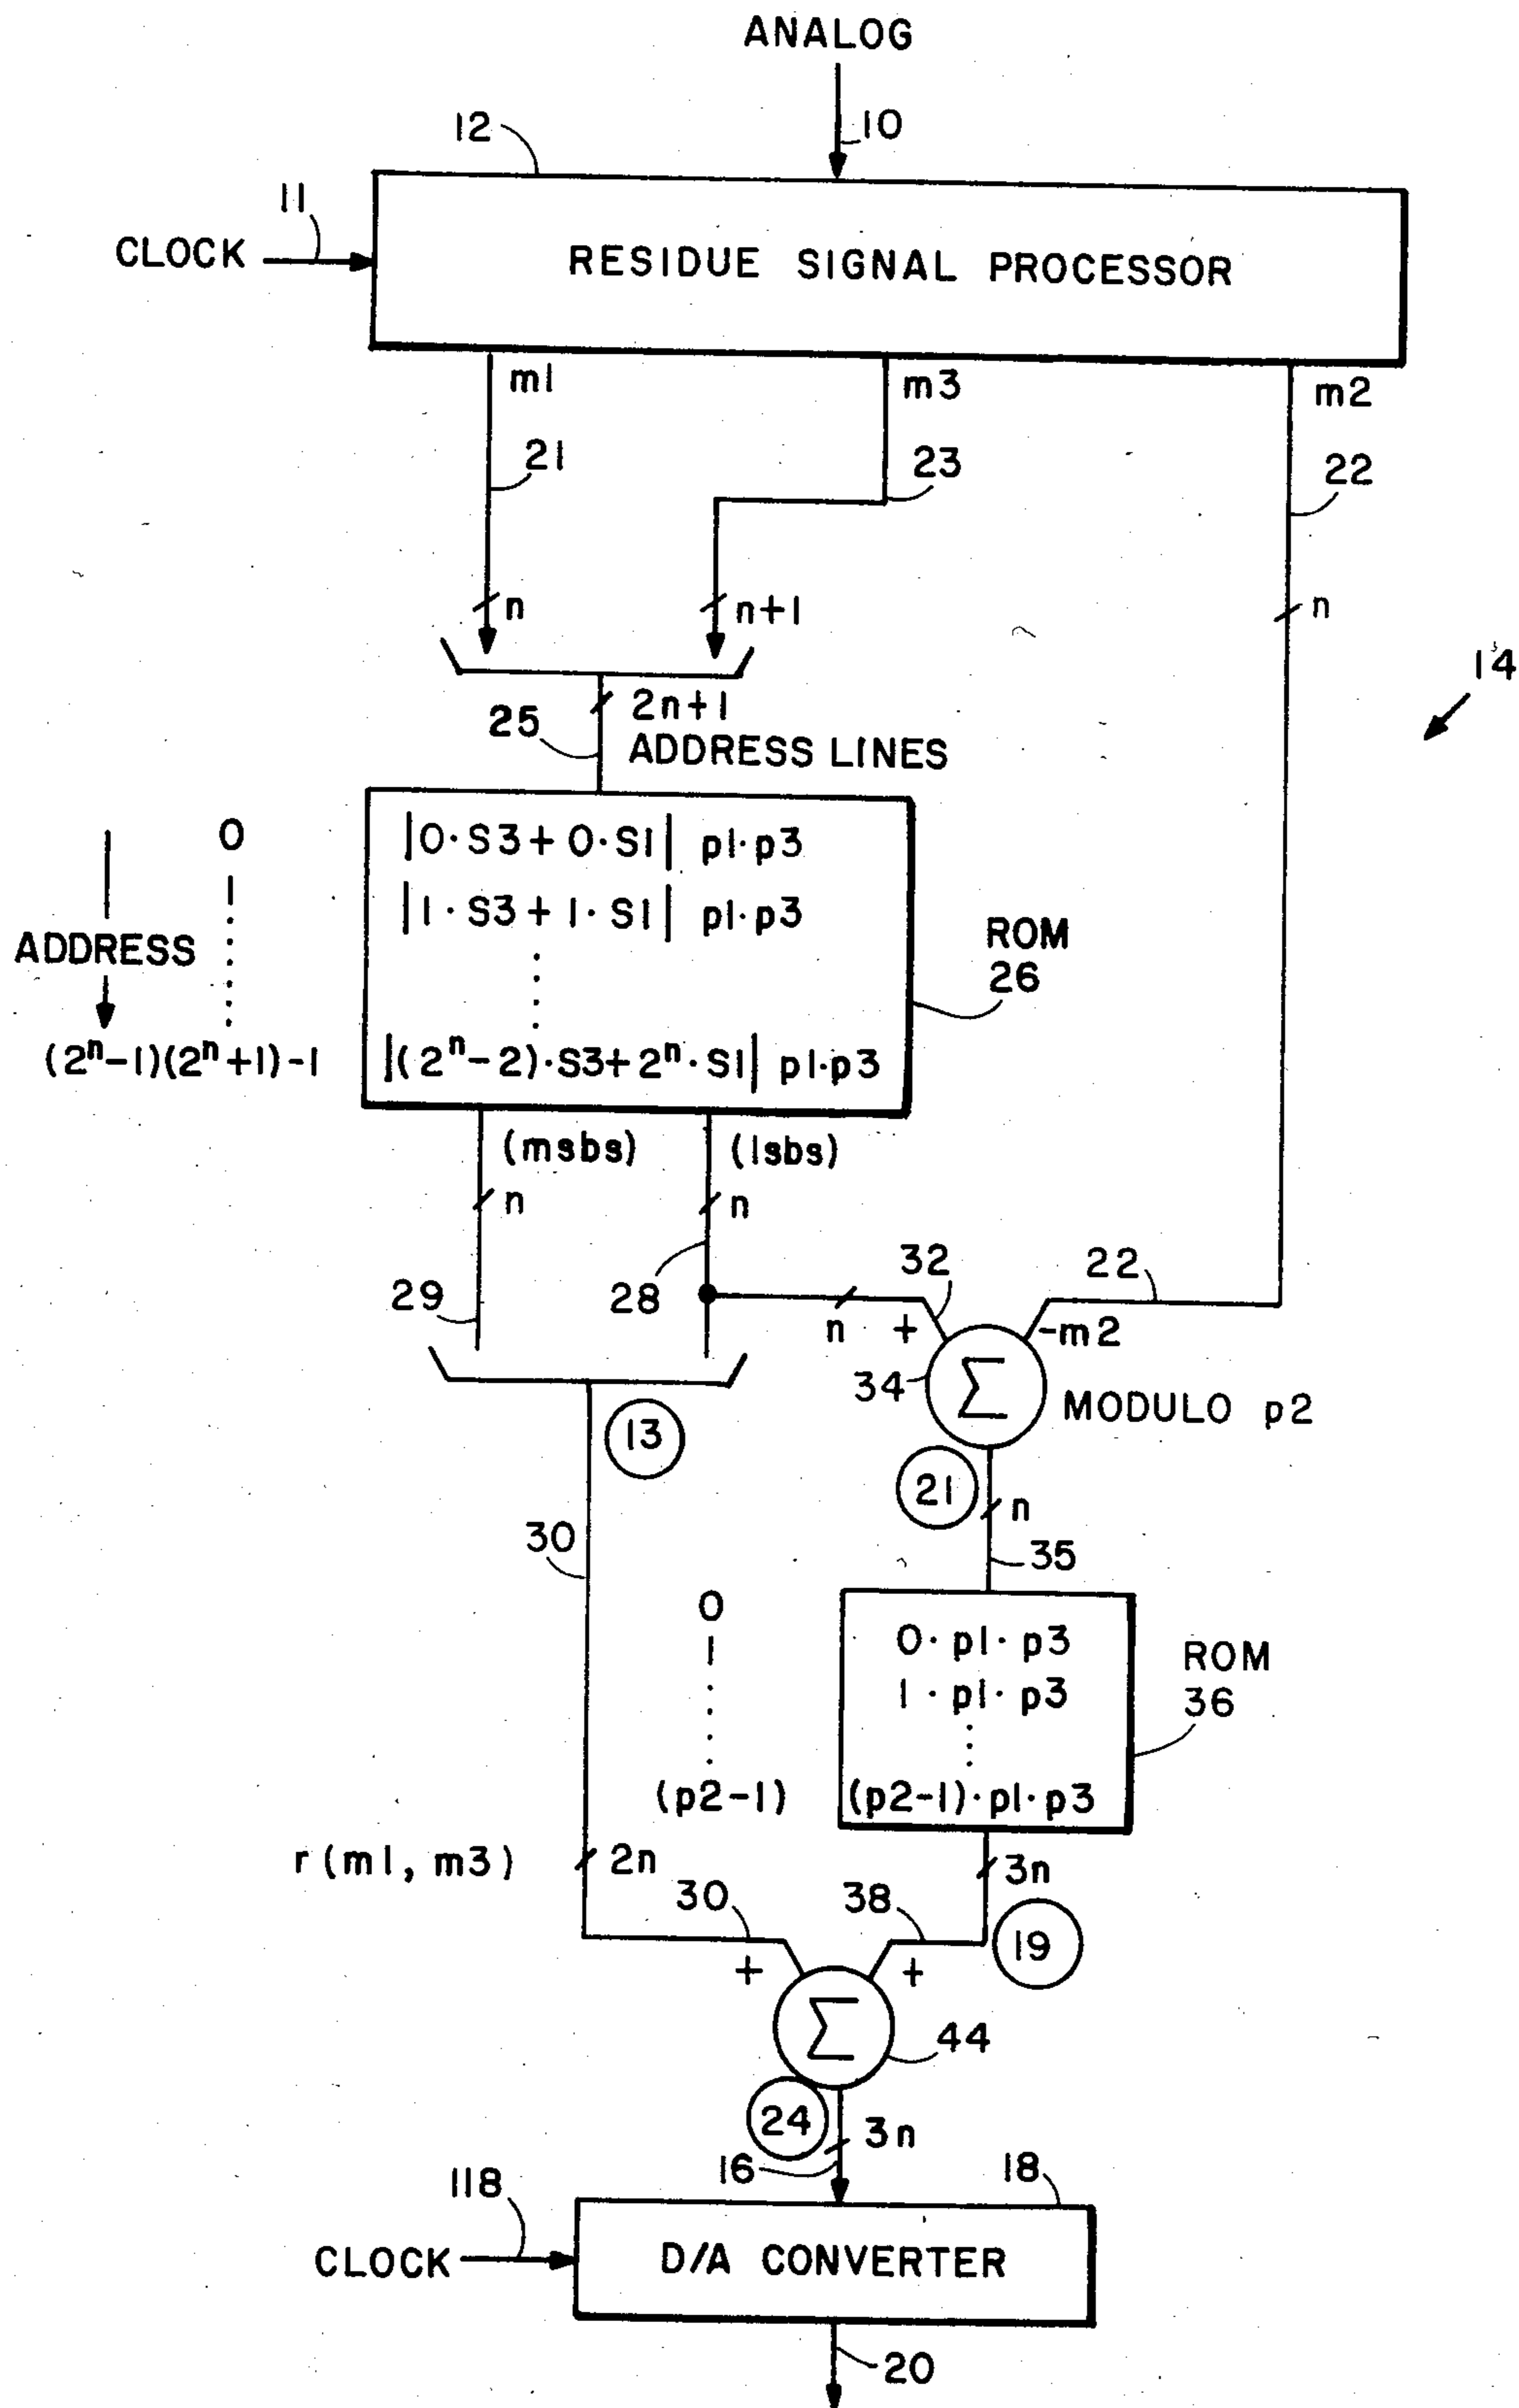 ANALOG
10
12
11
CLOCK
RESIDUE SIGNAL PROCESSOR
m1
m3
m2
21
23
22
n
n+1
n
14
25
2n+1
ADDRESS LINES
0
|0·S3+0·S1| p1·p3
1
|1·S3+1·S1| p1·p3
ADDRESS
ROM
26
(2ⁿ-1)(2ⁿ+1)-1
|(2ⁿ-2)·S3+2ⁿ·S1| p1·p3
(msbs)
(lsbs)
n
n
29
28
32
22
n
+
-m2
34
Σ
MODULO p2
13
21
n
30
35
0
0·p1·p3
1
1·p1·p3
ROM
36
(p2-1)
(p2-1)·p1·p3
r(m1, m3)
2n
3n
30
38
19
+
+
Σ
44
24
3n
16
18
118
CLOCK
D/A CONVERTER
20